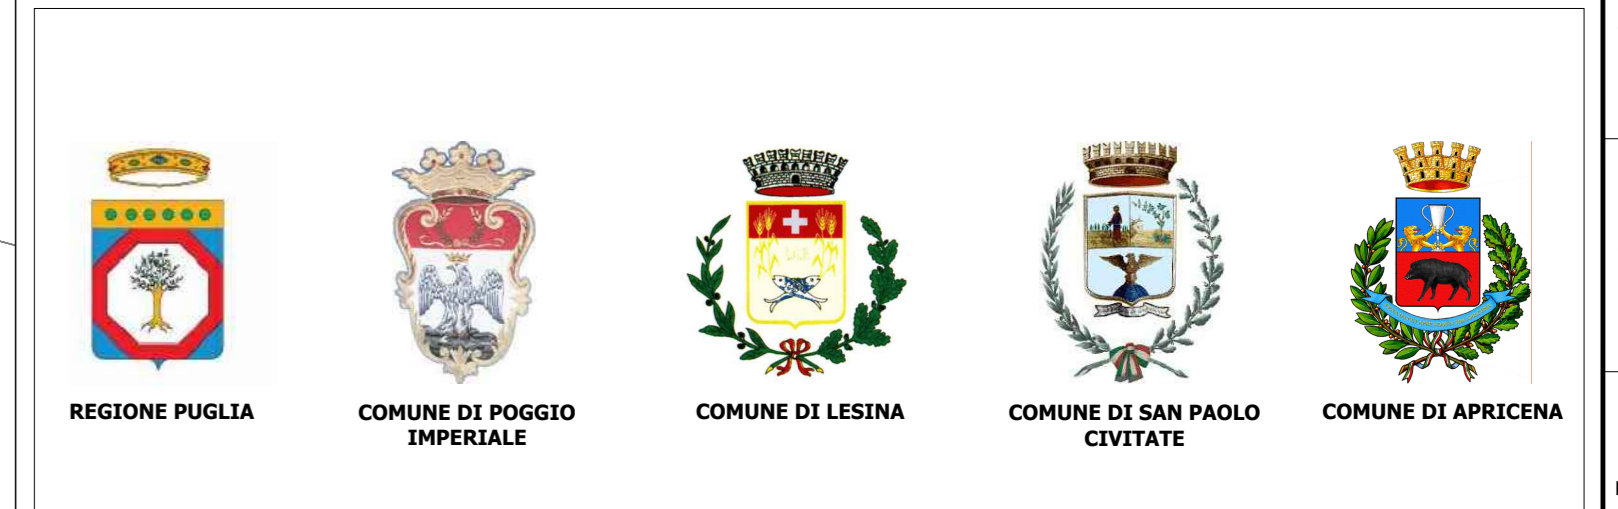 REGIONE PUGLIA
COMUNE DI POGGIO
IMPERIALE
COMUNE DI LESINA
COMUNE DI SAN PAOLO
CIVITATE
COMUNE DI APRICENA